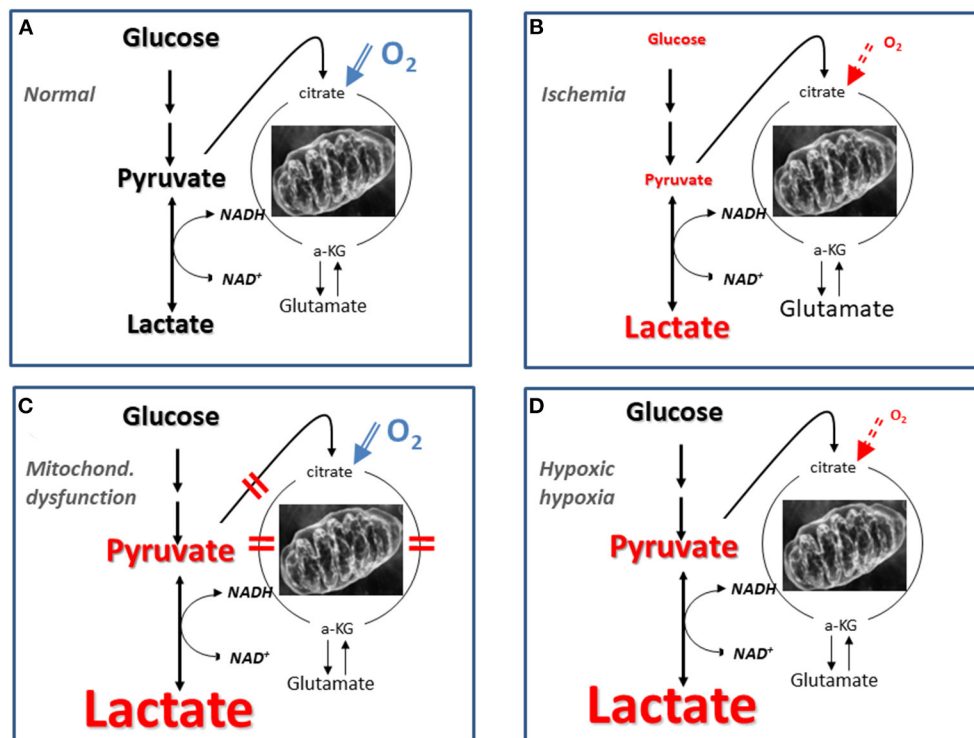 A
Glucose
O₂
Normal
citrate
Pyruvate
NADH
a-KG
NAD⁺
Glutamate
Lactate
B
Glucose
O₂
Ischemia
citrate
Pyruvate
NADH
a-KG
NAD⁺
Glutamate
Lactate
C
Glucose
O₂
Mitochond.
dysfunction
citrate
Pyruvate
NADH
a-KG
NAD⁺
Glutamate
Lactate
D
Glucose
O₂
Hypoxic
hypoxia
citrate
Pyruvate
NADH
a-KG
NAD⁺
Glutamate
Lactate